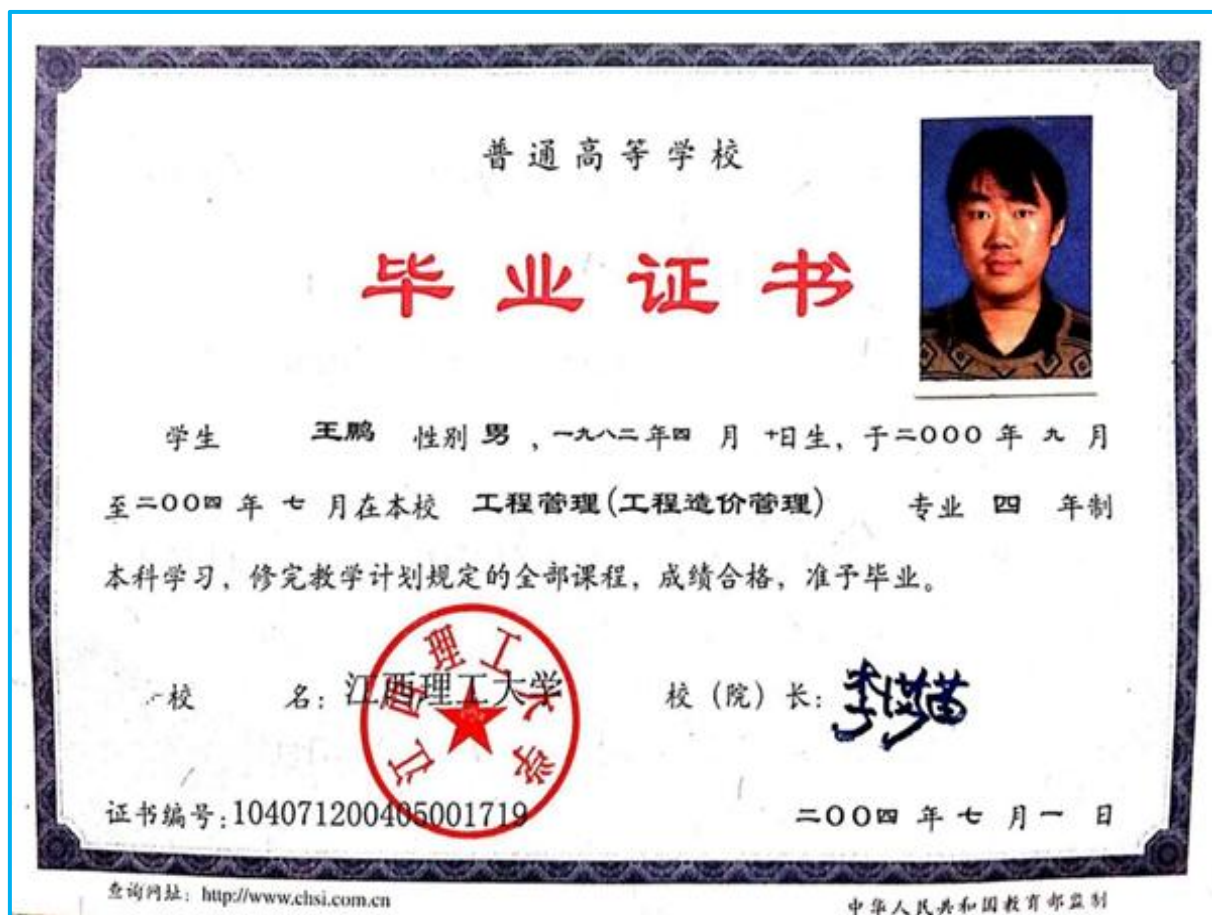 普通高等学校
毕业证书
学生 王鹏 性别 男 ,一九八二年四 月 十日生,于二000 年 九 月
至二00四 年 七 月在本校 工程管理(工程造价管理) 专业 四 年制
本科学习,修完教学计划规定的全部课程,成绩合格,准予毕业。
校 名:江西理工大学 校(院)长:
江西理工大学
证书编号:104071200405001719 二00四 年 七 月 一 日
查询网址:http://www.chsi.com.cn 中华人民共和国教育部监制